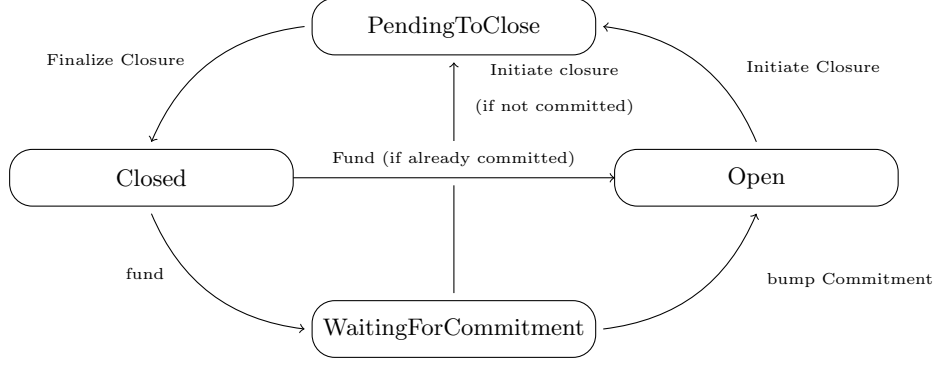 PendingToClose
Finalize Closure
Initiate closure
(if not committed)
Initiate Closure
Fund (if already committed)
Closed
Open
fund
bump Commitment
WaitingForCommitment